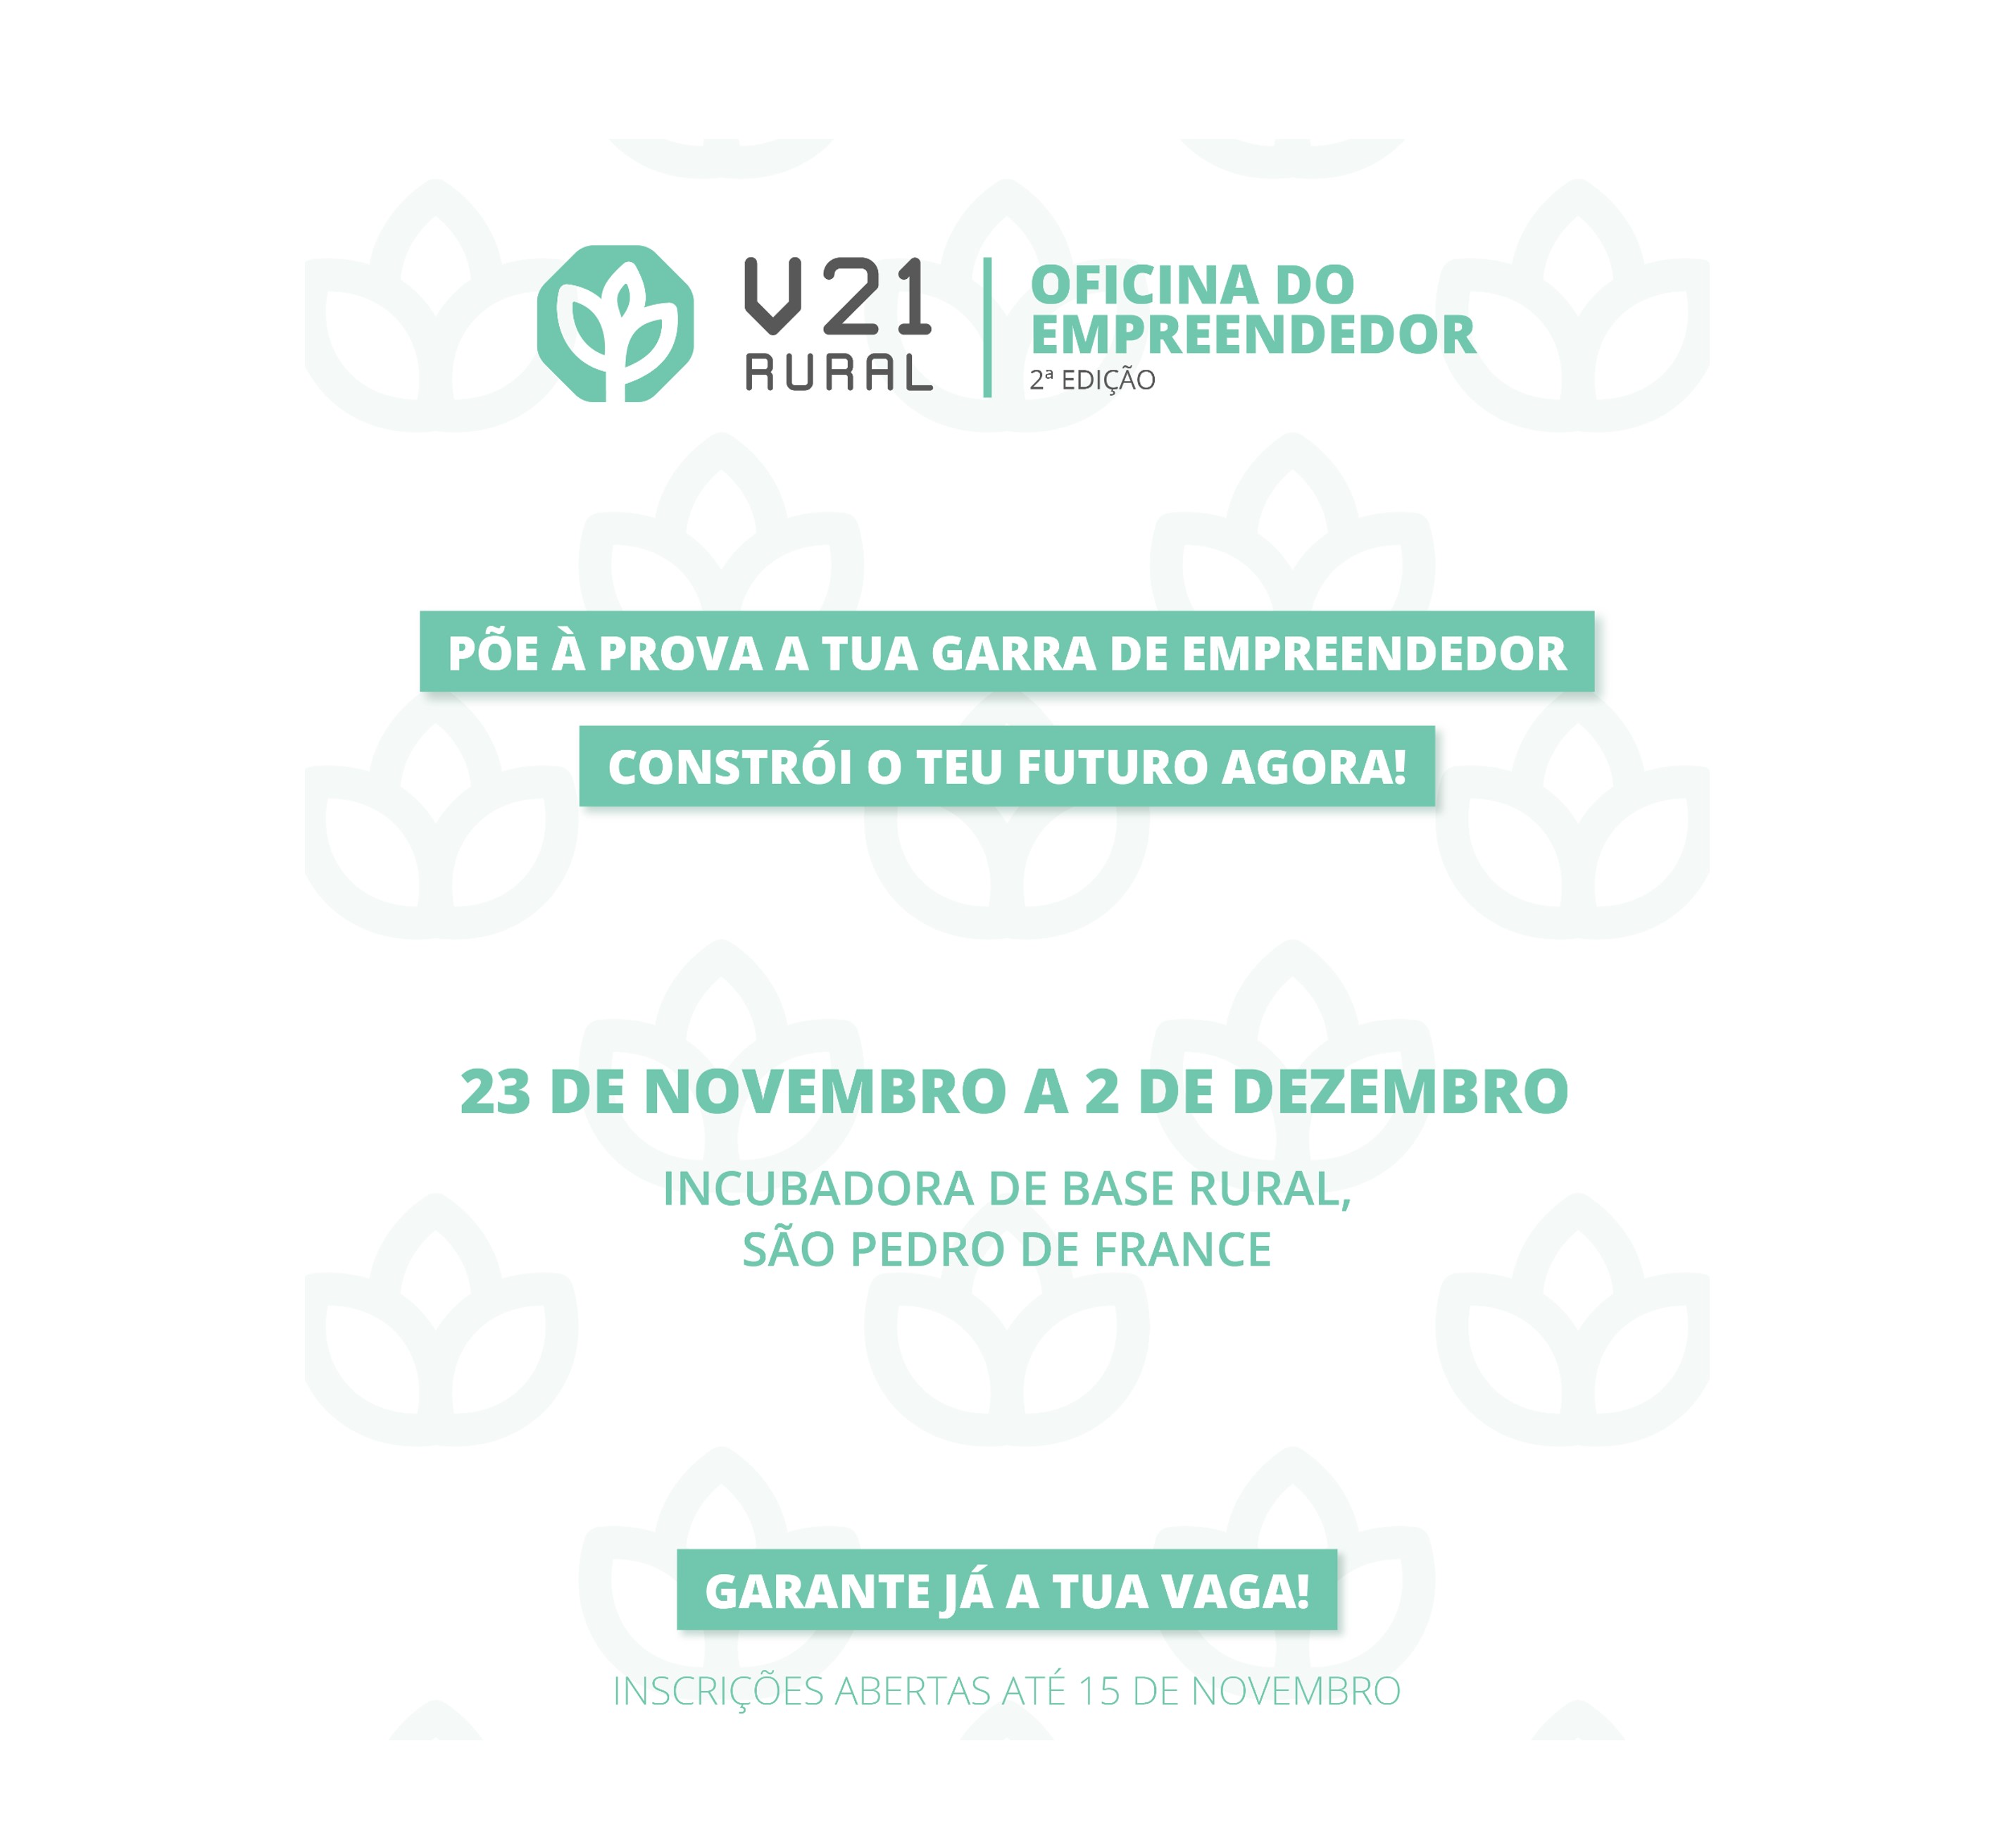 V21
RURAL
OFICINA DO
EMPREENDEDOR
2ª EDIÇÃO
PÕE À PROVA A TUA GARRA DE EMPREENDEDOR
CONSTRÓI O TEU FUTURO AGORA!
23 DE NOVEMBRO A 2 DE DEZEMBRO
INCUBADORA DE BASE RURAL,
SÃO PEDRO DE FRANCE
GARANTE JÁ A TUA VAGA!
INSCRIÇÕES ABERTAS ATÉ 15 DE NOVEMBRO